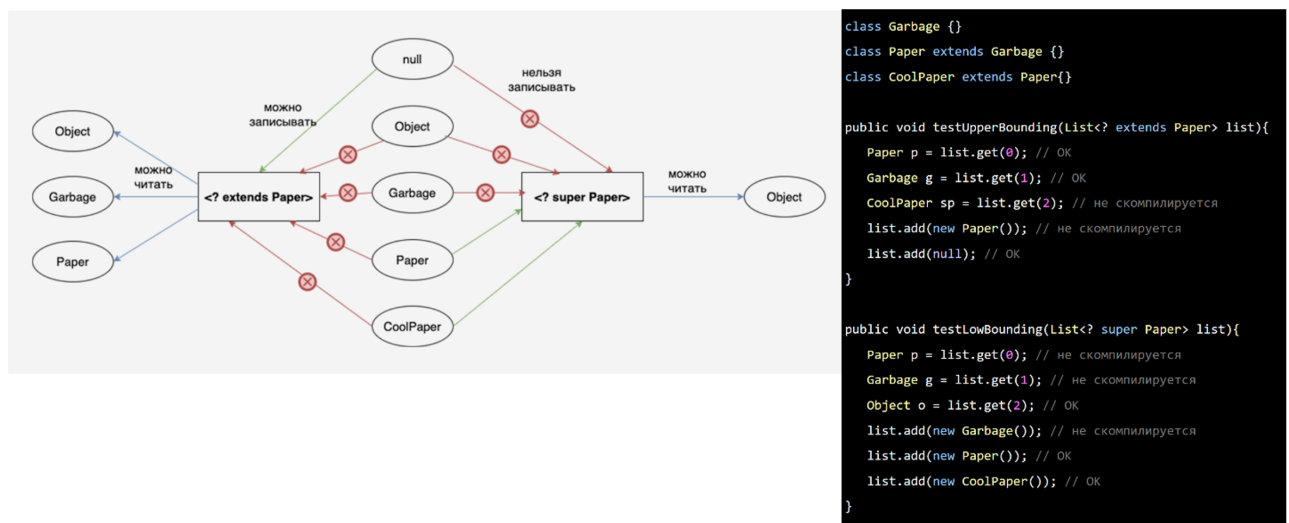 null
нельзя
записывать
можно
записывать
Object
Object
можно
читать
Garbage
<? extends Paper>
Garbage
<? super Paper>
можно
читать
Object
Paper
Paper
CoolPaper
class Garbage {}
class Paper extends Garbage {}
class CoolPaper extends Paper{}
public void testUpperBounding(List<? extends Paper> list){
Paper p = list.get(0); // OK
Garbage g = list.get(1); // OK
CoolPaper sp = list.get(2); // не скомпилируется
list.add(new Paper()); // не скомпилируется
list.add(null); // OK
}
public void testLowBounding(List<? super Paper> list){
Paper p = list.get(0); // не скомпилируется
Garbage g = list.get(1); // не скомпилируется
Object o = list.get(2); // OK
list.add(new Garbage()); // не скомпилируется
list.add(new Paper()); // OK
list.add(new CoolPaper()); // OK
}